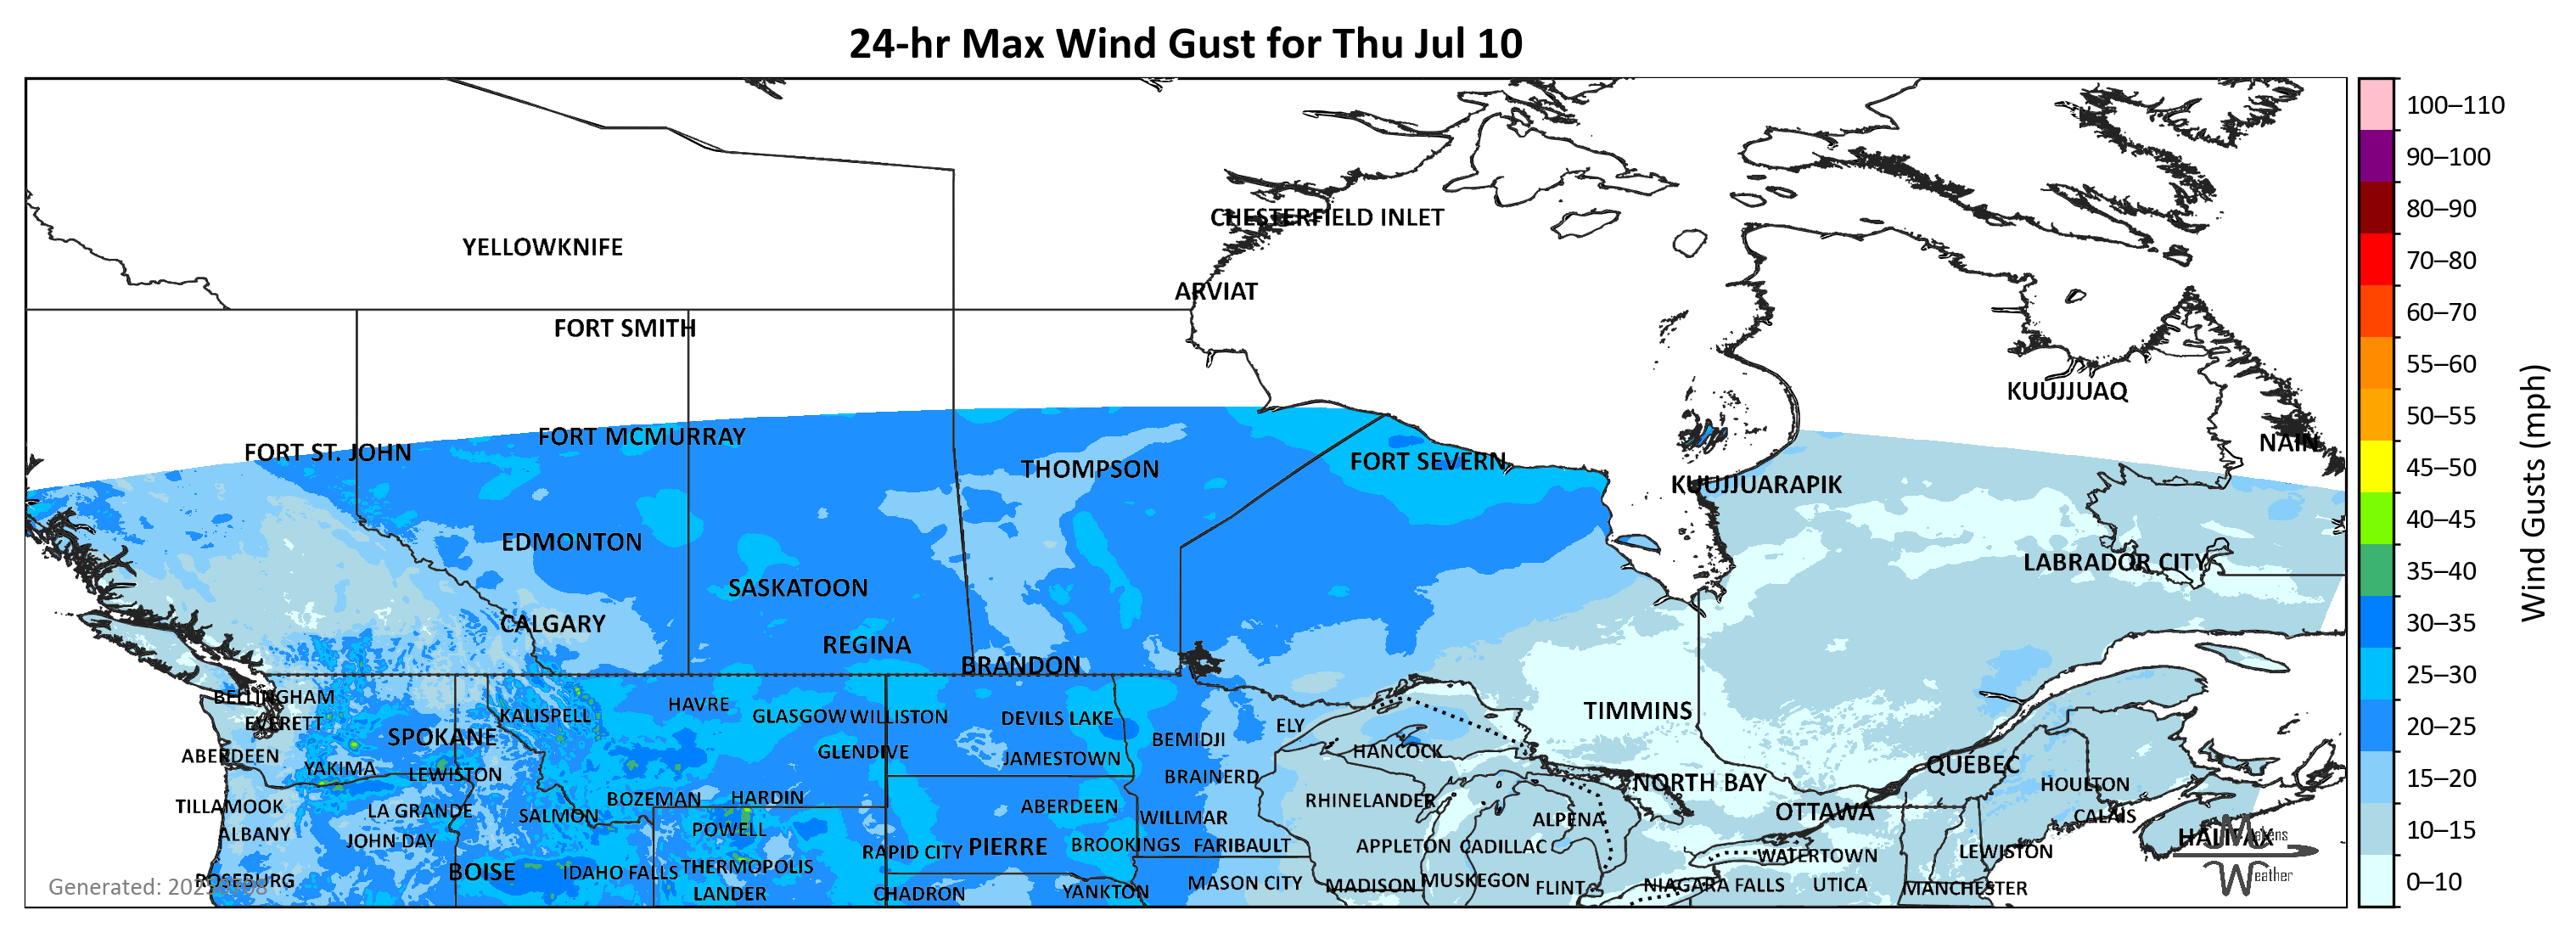 24-hr Max Wind Gust for Thu Jul 10
100–110
90–100
80–90
70–80
60–70
55–60
50–55
45–50
40–45
35–40
30–35
25–30
20–25
15–20
10–15
0–10
Wind Gusts (mph)
CHESTERFIELD INLET
YELLOWKNIFE
ARVIAT
FORT SMITH
KUUJJUAQ
FORT MCMURRAY
NAIN
FORT ST. JOHN
FORT SEVERN
THOMPSON
KUUJJUARAPIK
EDMONTON
LABRADOR CITY
SASKATOON
CALGARY
REGINA
BRANDON
BELLINGHAM
HAVRE
TIMMINS
KALISPELL
GLASGOW WILLISTON
DEVILS LAKE
EVERETT
ELY
SPOKANE
BEMIDJI
HANCOCK
GLENDIVE
ABERDEEN
JAMESTOWN
QUÉBEC
YAKIMA
LEWISTON
BRAINERD
NORTH BAY
HOULTON
BOZEMAN
HARDIN
RHINELANDER
TILLAMOOK
ABERDEEN
LA GRANDE
OTTAWA
SALMON
CALAIS
WILLMAR
ALPENA
POWELL
ALBANY
HALIFAX
Makens
JOHN DAY
BROOKINGS
FARIBAULT
APPLETON
CADILLAC
PIERRE
RAPID CITY
LEWISTON
WATERTOWN
THERMOPOLIS
BOISE
IDAHO FALLS
Weather
ROSEBURG
MUSKEGON
MASON CITY
MADISON
NIAGARA FALLS
UTICA
Generated:
FLINT
MANCHESTER
YANKTON
LANDER
CHADRON